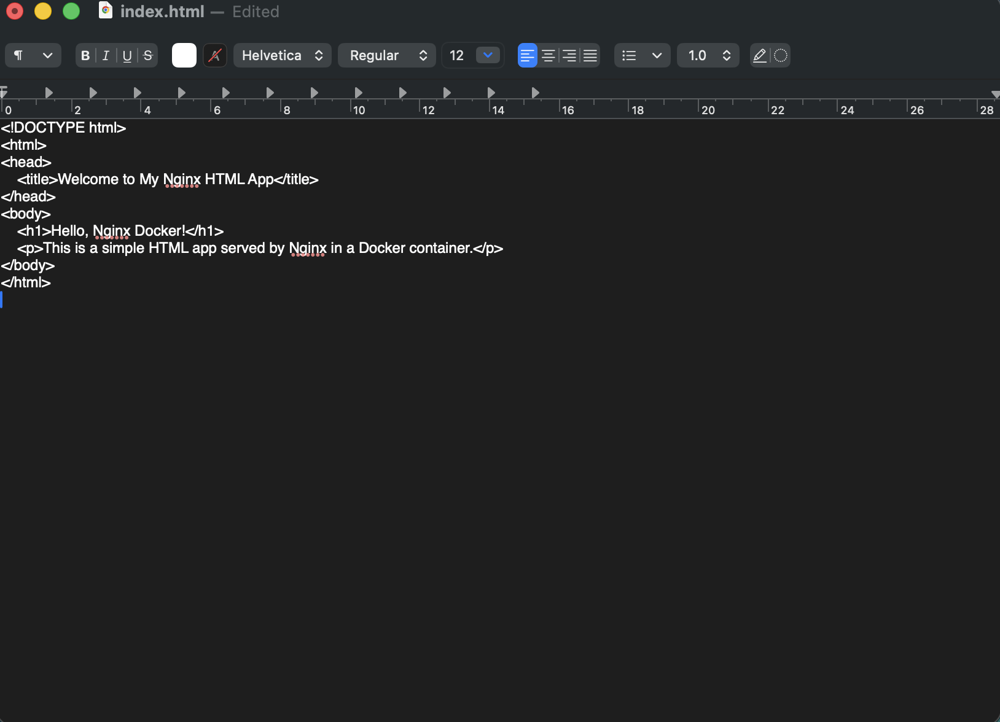 index.html — Edited
¶ B I U S A Helvetica Regular 12 1.0
0 2 4 6 8 10 12 14 16 18 20 22 24 26 28
<!DOCTYPE html>
<html>
<head>
    <title>Welcome to My Nginx HTML App</title>
</head>
<body>
    <h1>Hello, Nginx Docker!</h1>
    <p>This is a simple HTML app served by Nginx in a Docker container.</p>
</body>
</html>